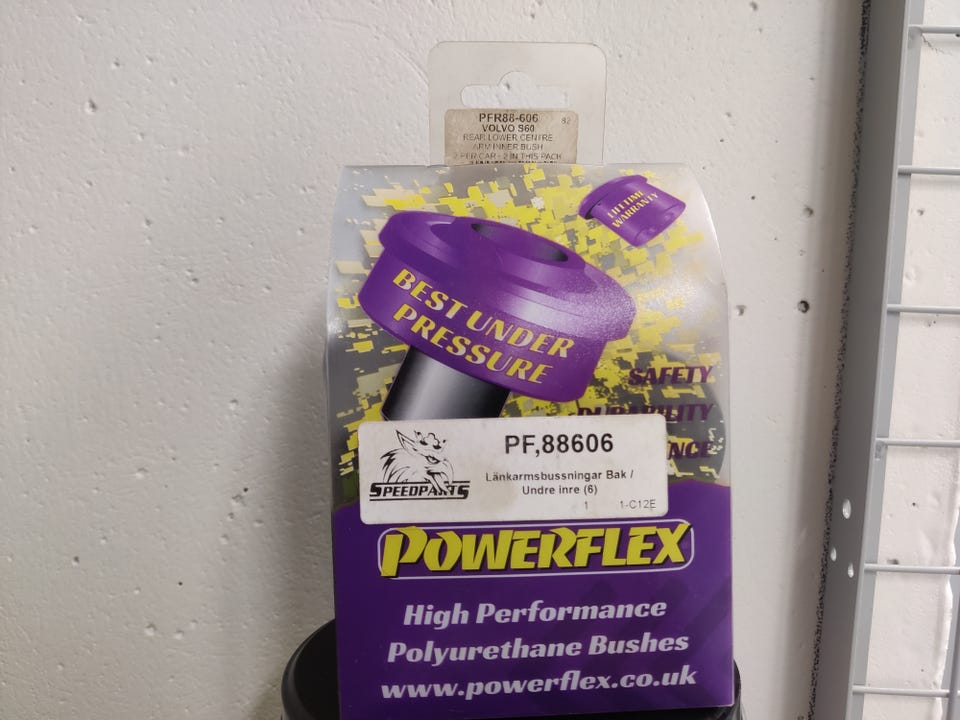 PFR88-606 82
VOLVO S60
REAR LOWER CENTRE
ARM INNER BUSH
2 PER CAR - 2 IN THIS PACK
LIFETIME
WARRANTY
BEST UNDER
PRESSURE
SAFETY
DURABILITY
PF,88606
Länkarmsbussningar Bak /
Undre inre (6)
1 1-C12E
SPEEDPARTS
POWERFLEX
High Performance
Polyurethane Bushes
www.powerflex.co.uk